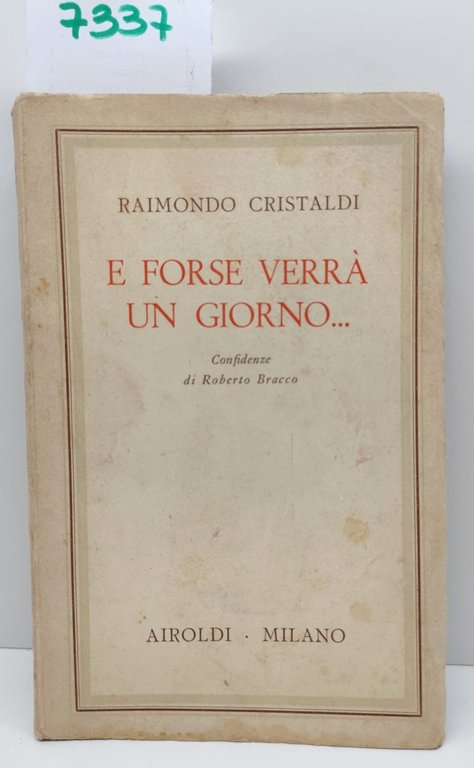 7337
RAIMONDO CRISTALDI
E FORSE VERRÀ
UN GIORNO...
Confidenze
di Roberto Bracco
AIROLDI · MILANO